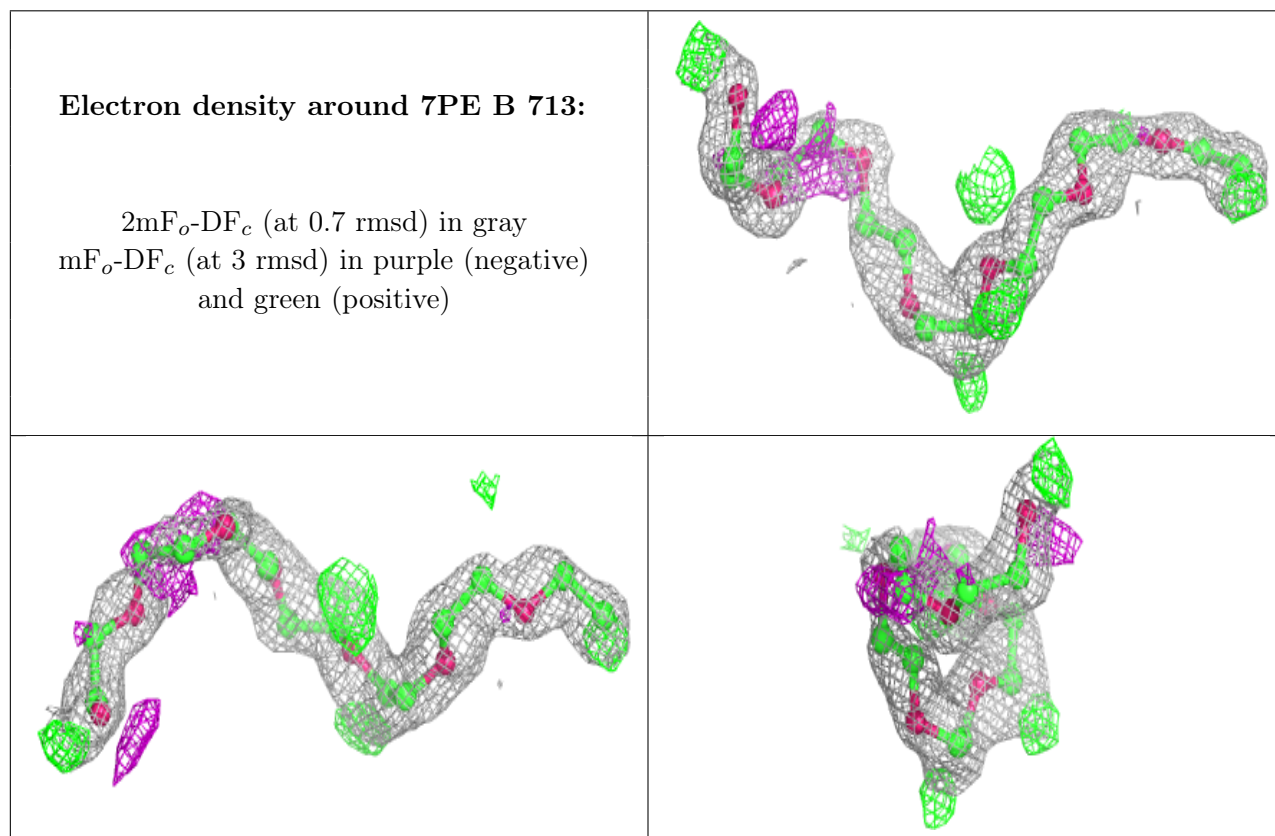 Electron density around 7PE B 713:
2mFo-DFc (at 0.7 rmsd) in gray
mFo-DFc (at 3 rmsd) in purple (negative)
and green (positive)